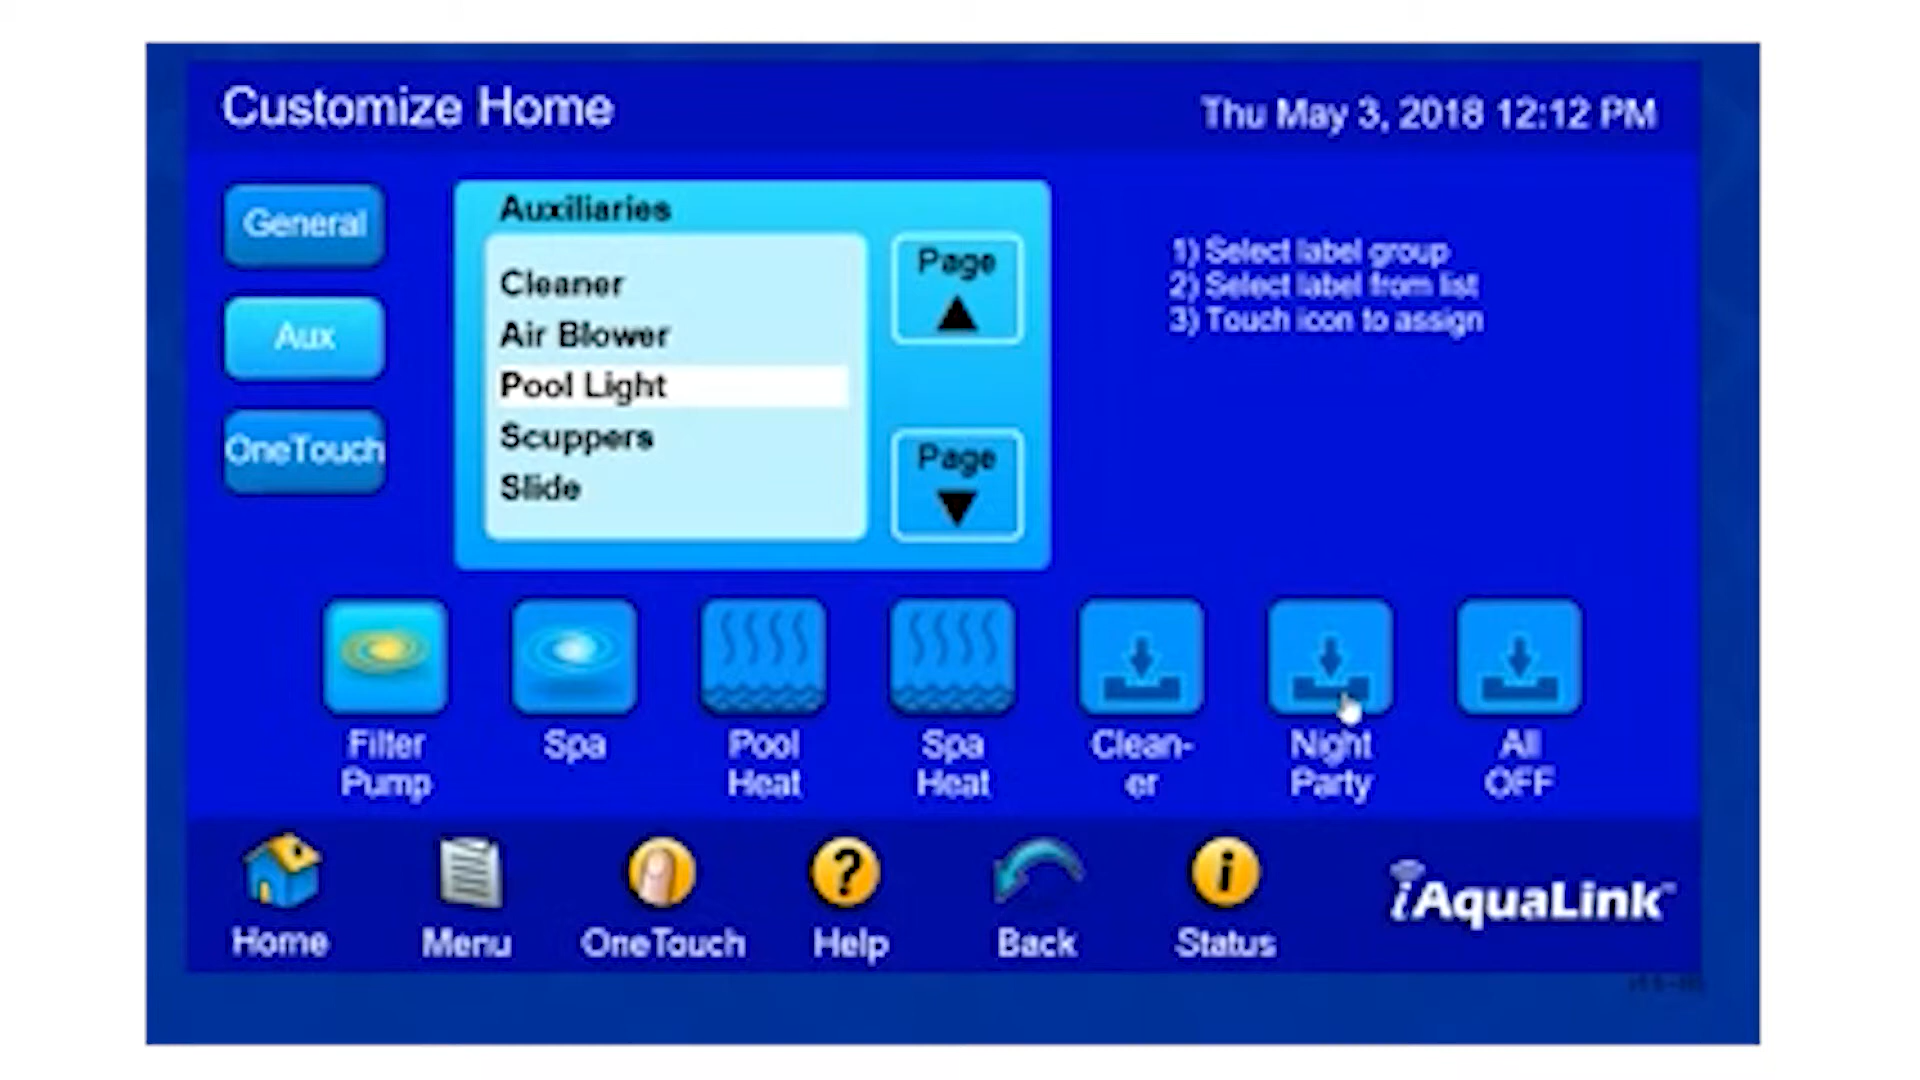 Customize Home
Thu May 3, 2018 12:12 PM
General
Aux
OneTouch
Auxiliaries
Cleaner
Air Blower
Pool Light
Scuppers
Slide
Page
Page
1) Select label group
2) Select label from list
3) Touch icon to assign
Filter
Pump
Spa
Pool
Heat
Spa
Heat
Clean-
er
Night
Party
All
OFF
Home
Menu
OneTouch
Help
Back
Status
iAquaLink